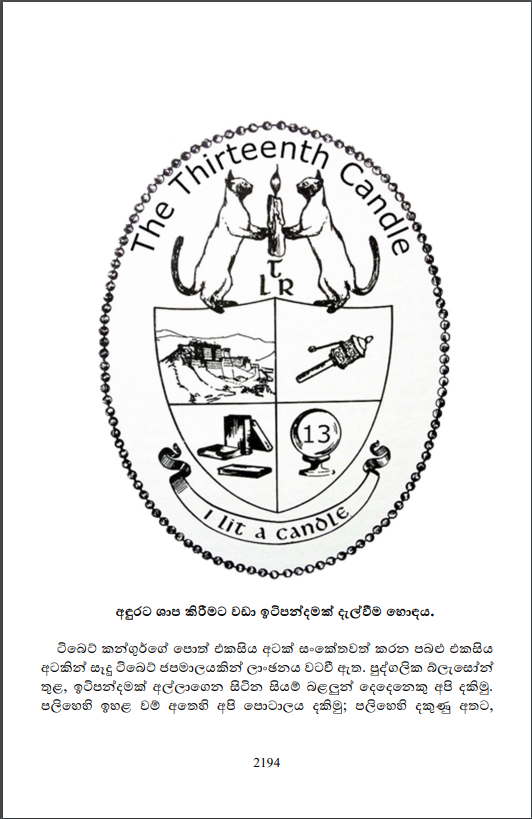 The Thirteenth Candle
T
L R
13
I lit a candle
අඳුරට ශාප කිරීමට වඩා ඉටිපන්දමක් දැල්වීම හොඳය.
ටිබෙට් කන්ගුර්ගේ පොත් එකසිය අටක් සංකේතවත් කරන පබළු එකසිය
අටකින් සෑදූ ටිබෙට් ජපමාලයකින් ලාංඡනය වටවී ඇත. පුද්ගලික බ්ලැසෝන්
තුළ, ඉටිපන්දමක් අල්ලාගෙන සිටින සියම් බළලුන් දෙදෙනෙකු අපි දකිමු.
පලිහෙහි ඉහළ වම් අතෙහි අපි පොටාලය දකිමු; පලිහෙහි දකුණු අතට,
2194